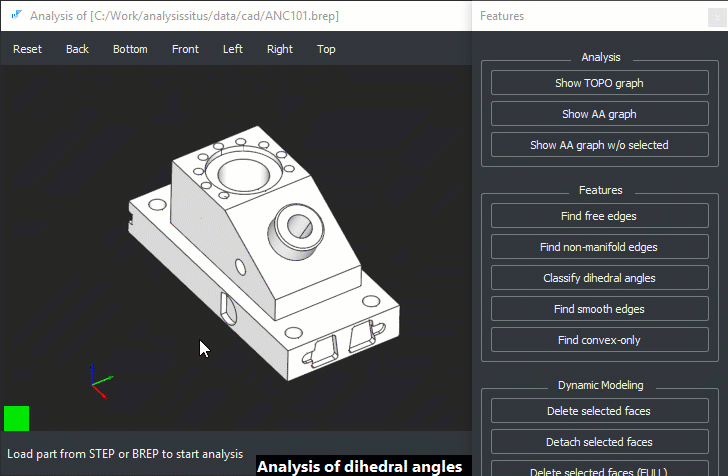 Analysis of [C:/Work/analysissitus/data/cad/ANC101.brep]
Features
Reset Back Bottom Front Left Right Top
Analysis
Show TOPO graph
Show AA graph
Show AA graph w/o selected
Features
Find free edges
Find non-manifold edges
Classify dihedral angles
Find smooth edges
Find convex-only
Dynamic Modeling
Delete selected faces
Detach selected faces
Delete selected faces (FULL)
Load part from STEP or BREP to start analysis
Analysis of dihedral angles